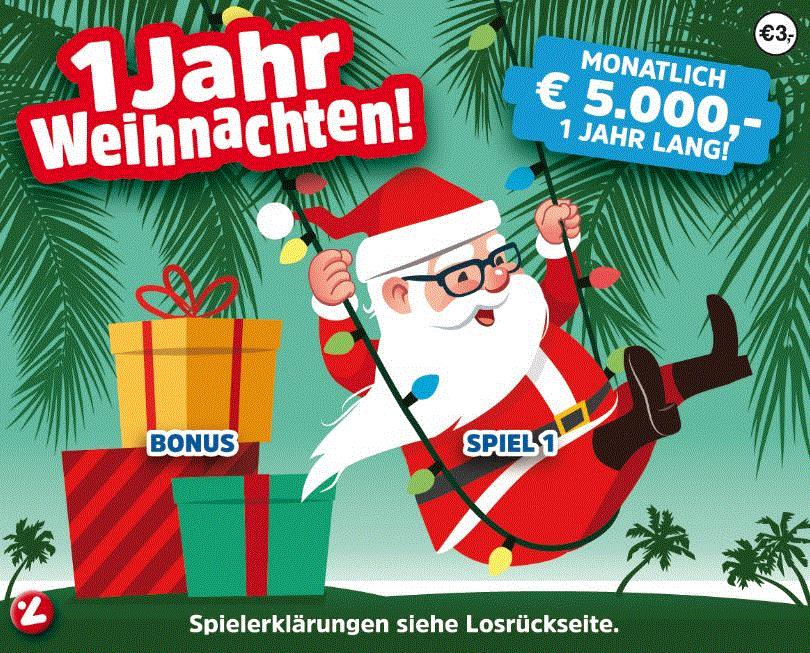 1 Jahr
Weihnachten!
€3,-
MONATLICH
€ 5.000,-
1 JAHR LANG!
BONUS
SPIEL 1
Spielerklärungen siehe Losrückseite.